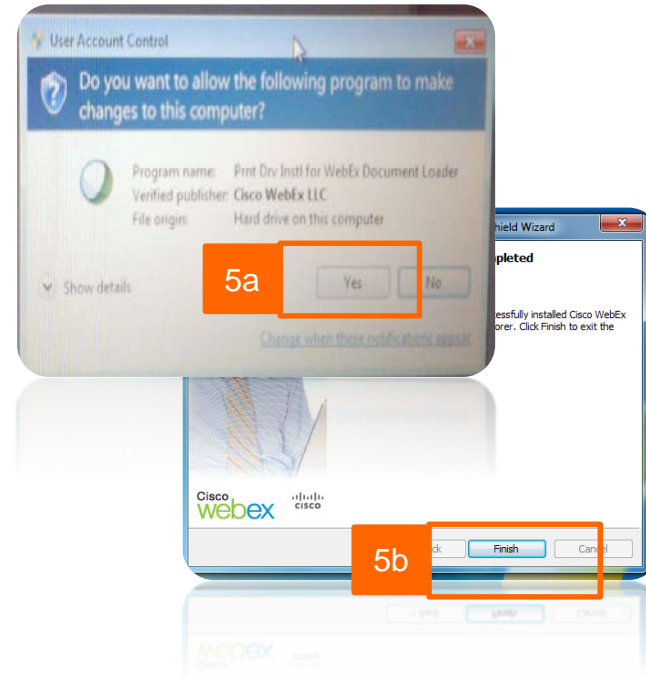 User Account Control
Do you want to allow the following program to make
changes to this computer?
Program name: Prnt Drv Instl for WebEx Document Loader
Verified publisher: Cisco WebEx LLC
File origin: Hard drive on this computer
5a
Show details
Yes
No
Change when these notifications appear
hield Wizard
pleted
essfully installed Cisco WebEx
orer. Click Finish to exit the
Cisco
webex
cisco
5b
ck
Finish
Cancel